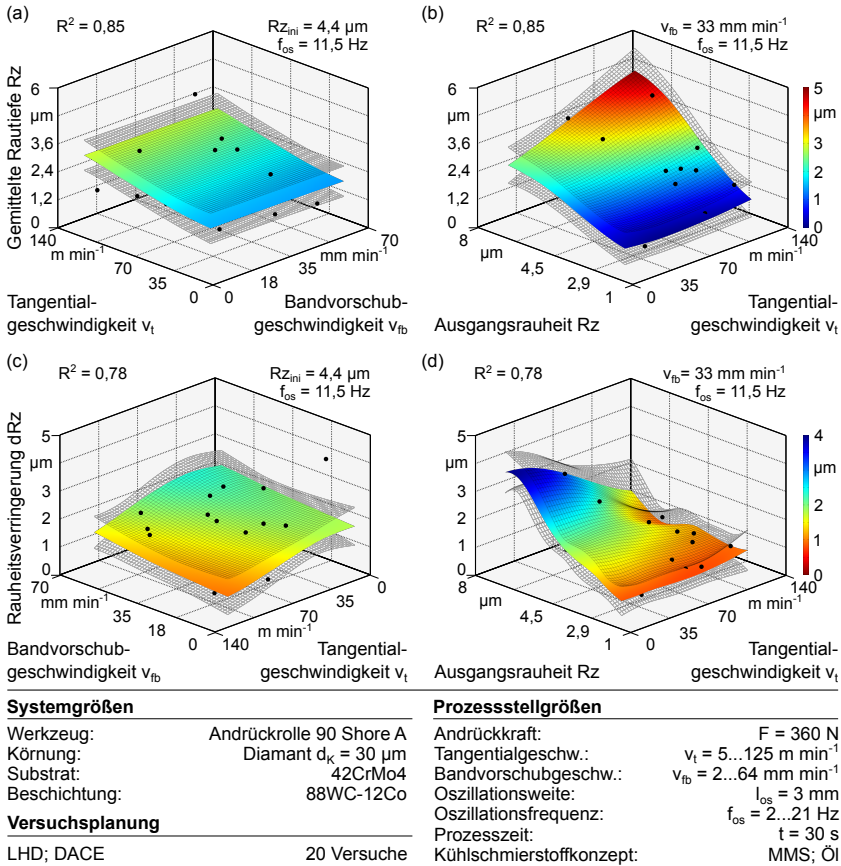 (a)
R² = 0,85
Rz_ini = 4,4 µm
f_os = 11,5 Hz
Gemittelte Rautiefe Rz
6
µm
3,6
2,4
1,2
0
140
m min⁻¹
70
35
0
0
18
35
mm min⁻¹
70
Tangential-
geschwindigkeit v_t
Bandvorschub-
geschwindigkeit v_fb
(b)
R² = 0,85
v_fb = 33 mm min⁻¹
f_os = 11,5 Hz
6
µm
3,6
2,4
1,2
0
8
µm
4,5
2,9
1
0
35
70
m min⁻¹
140
5
µm
3
2
1
0
Ausgangsrauheit Rz
Tangential-
geschwindigkeit v_t
(c)
R² = 0,78
Rz_ini = 4,4 µm
f_os = 11,5 Hz
Rauheitsverringerung dRz
5
µm
3
2
1
0
70
mm min⁻¹
35
18
0
140
m min⁻¹
70
35
0
Bandvorschub-
geschwindigkeit v_fb
Tangential-
geschwindigkeit v_t
(d)
R² = 0,78
v_fb= 33 mm min⁻¹
f_os = 11,5 Hz
5
µm
3
2
1
0
8
µm
4,5
2,9
1
0
35
70
m min⁻¹
140
4
µm
2
1
0
Ausgangsrauheit Rz
Tangential-
geschwindigkeit v_t
Systemgrößen
Werkzeug: Andrückrolle 90 Shore A
Körnung: Diamant d_K = 30 µm
Substrat: 42CrMo4
Beschichtung: 88WC-12Co
Versuchsplanung
LHD; DACE 20 Versuche
Prozessstellgrößen
Andrückkraft: F = 360 N
Tangentialgeschw.: v_t = 5...125 m min⁻¹
Bandvorschubgeschw.: v_fb = 2...64 mm min⁻¹
Oszillationsweite: l_os = 3 mm
Oszillationsfrequenz: f_os = 2...21 Hz
Prozesszeit: t = 30 s
Kühlschmierstoffkonzept: MMS; Öl